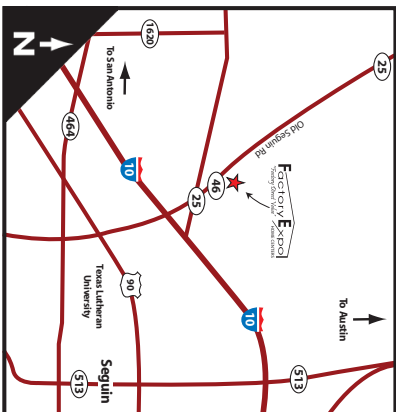 N
1620
To San Antonio
464
10
25
Old Seguin Rd
46
25
Factory Expo
"Factory Direct Value"
HOME CENTERS
To Austin
90
Texas Lutheran
University
10
Seguin
513
513